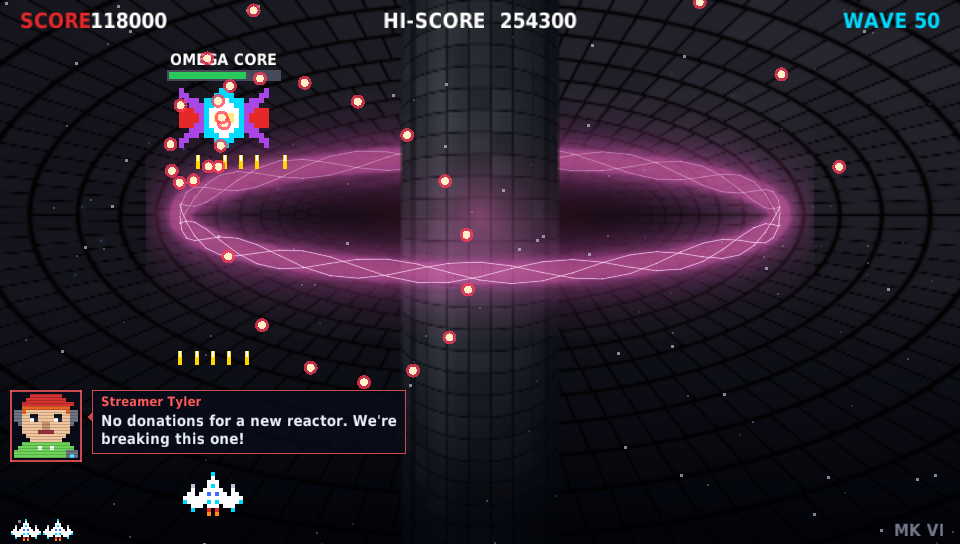 SCORE118000
HI-SCORE 254300
WAVE 50
OMEGA CORE
Streamer Tyler
No donations for a new reactor. We're
breaking this one!
MK VI